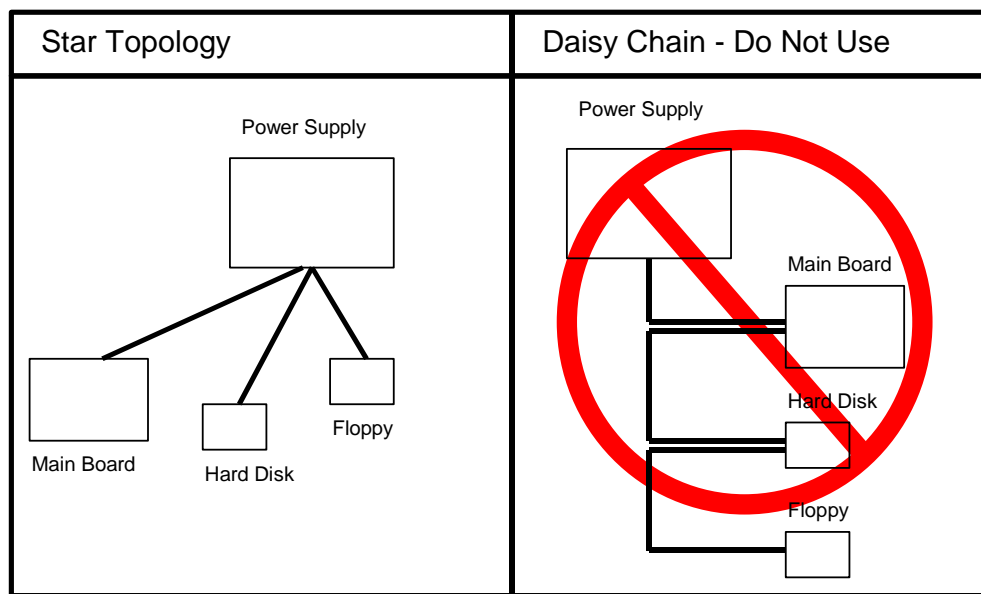 Star Topology
Power Supply
Main Board
Hard Disk
Floppy
Daisy Chain - Do Not Use
Power Supply
Main Board
Hard Disk
Floppy